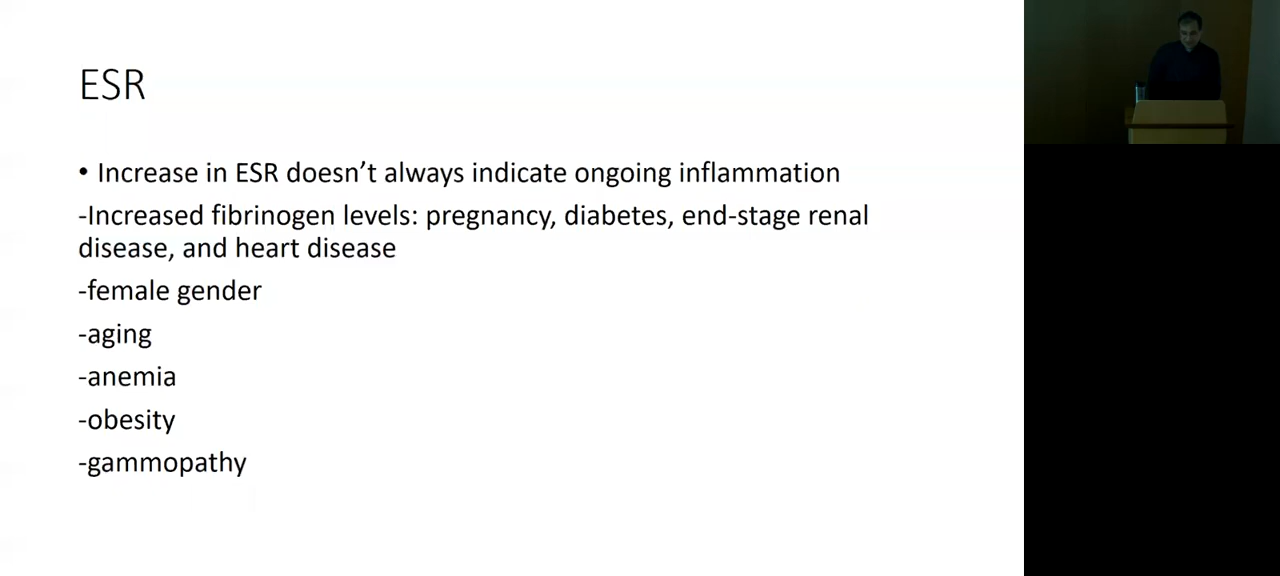 ESR
• Increase in ESR doesn’t always indicate ongoing inflammation
-Increased fibrinogen levels: pregnancy, diabetes, end-stage renal
disease, and heart disease
-female gender
-aging
-anemia
-obesity
-gammopathy